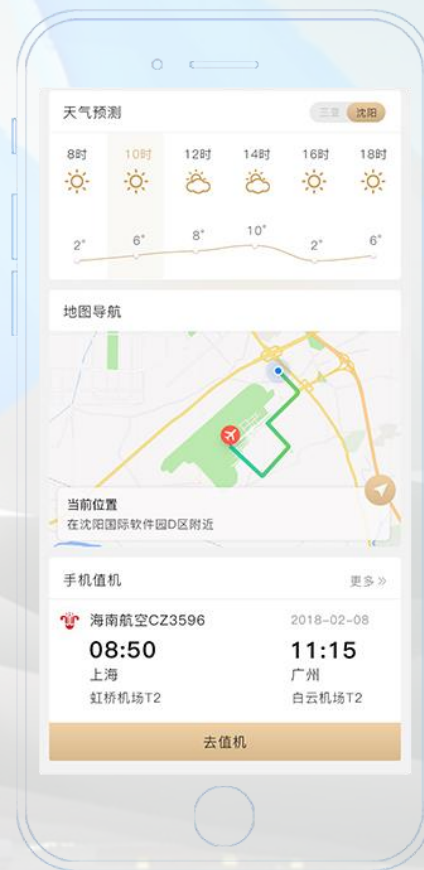 天气预测 三亚 沈阳
8时 10时 12时 14时 16时 18时
2° 6° 8° 10° 2° 6°
地图导航
当前位置
在沈阳国际软件园D区附近
手机值机 更多»
海南航空CZ3596 2018-02-08
08:50 11:15
上海 广州
虹桥机场T2 白云机场T2
去值机